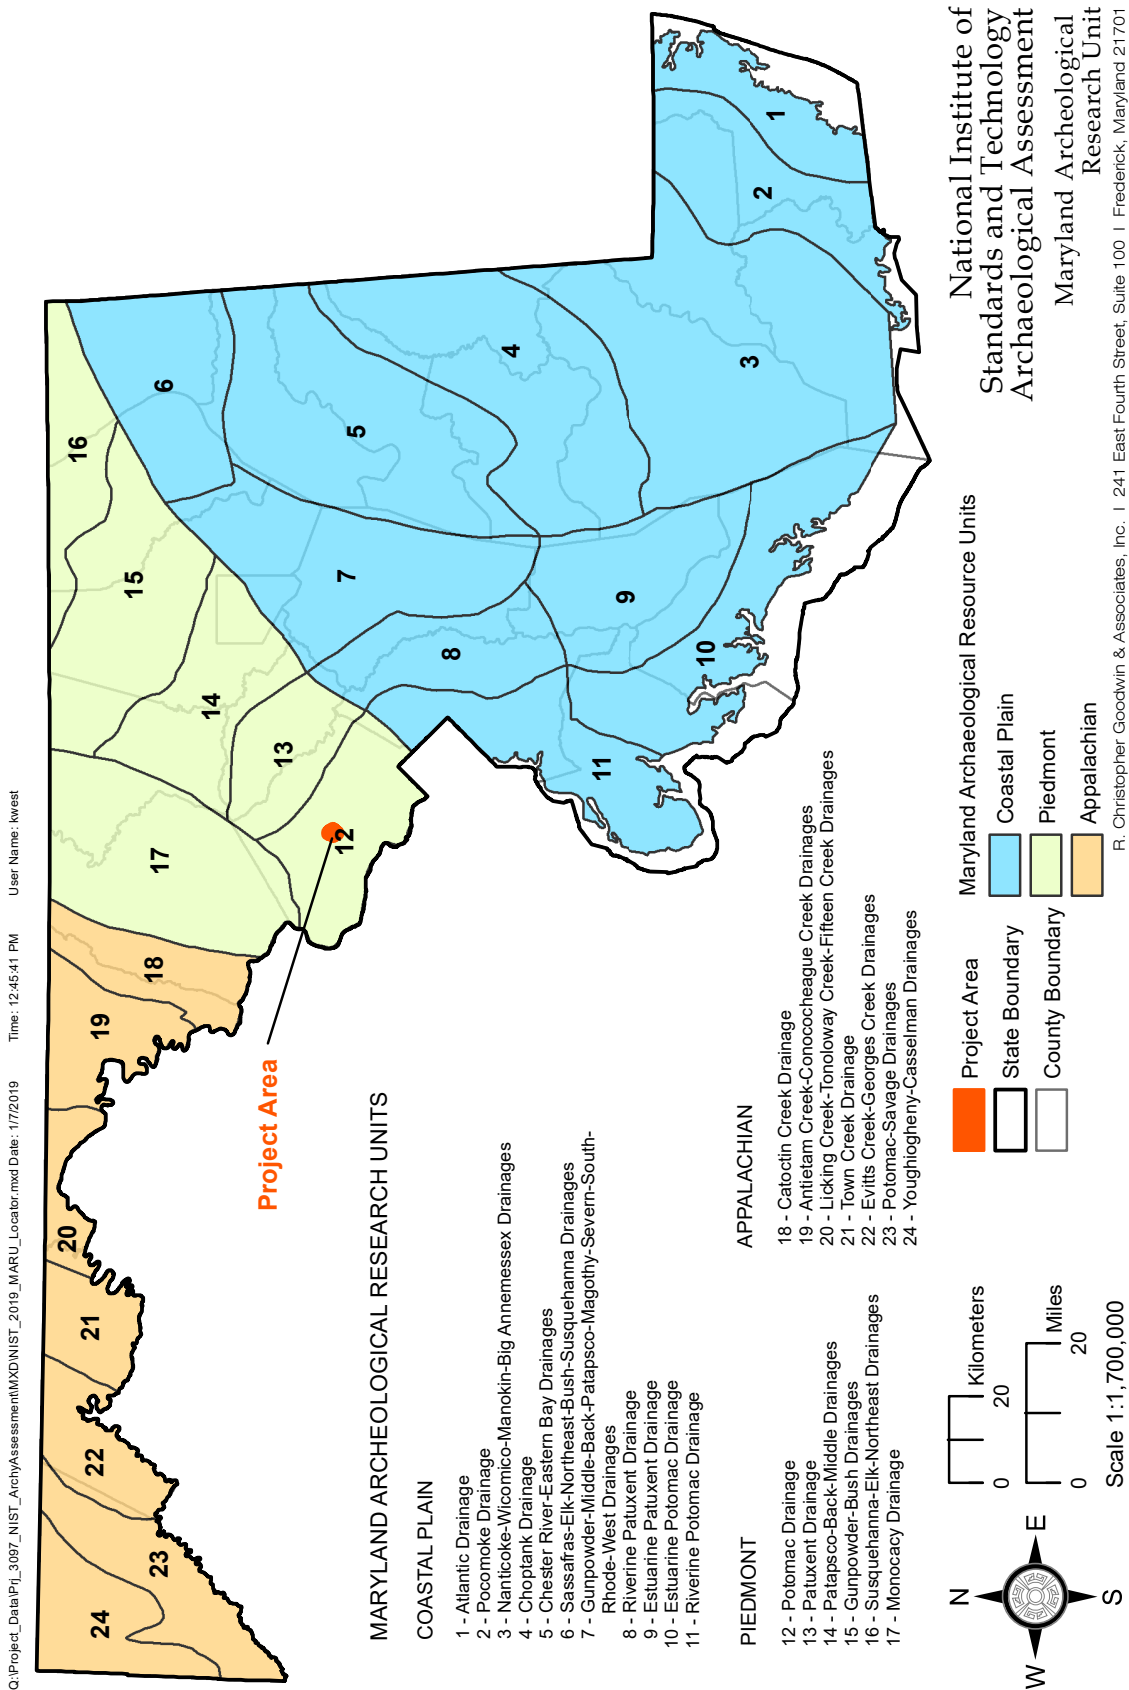 Q:\Project_Data\Prj_3097_NIST_ArchyAssessment\MXD\NIST_2019_MARU_Locator.mxd Date: 1/7/2019 Time: 12:45:41 PM User Name: kwest
24
23
22
21
20
19
18
17
16
15
14
13
12
11
10
9
8
7
6
5
4
3
2
1
Project Area
MARYLAND ARCHEOLOGICAL RESEARCH UNITS
COASTAL PLAIN
1 - Atlantic Drainage
2 - Pocomoke Drainage
3 - Nanticoke-Wicomico-Manokin-Big Annemessex Drainages
4 - Choptank Drainage
5 - Chester River-Eastern Bay Drainages
6 - Sassafras-Elk-Northeast-Bush-Susquehanna Drainages
7 - Gunpowder-Middle-Back-Patapsco-Magothy-Severn-South-
Rhode-West Drainages
8 - Riverine Patuxent Drainage
9 - Estuarine Patuxent Drainage
10 - Estuarine Potomac Drainage
11 - Riverine Potomac Drainage
PIEDMONT
12 - Potomac Drainage
13 - Patuxent Drainage
14 - Patapsco-Back-Middle Drainages
15 - Gunpowder-Bush Drainages
16 - Susquehanna-Elk-Northeast Drainages
17 - Monocacy Drainage
APPALACHIAN
18 - Catoctin Creek Drainage
19 - Antietam Creek-Conococheague Creek Drainages
20 - Licking Creek-Tonoloway Creek-Fifteen Creek Drainages
21 - Town Creek Drainage
22 - Evitts Creek-Georges Creek Drainages
23 - Potomac-Savage Drainages
24 - Youghiogheny-Casselman Drainages
N
W
E
S
Kilometers
0
20
Miles
0
20
Scale 1:1,700,000
Project Area
State Boundary
County Boundary
Maryland Archaeological Resource Units
Coastal Plain
Piedmont
Appalachian
National Institute of
Standards and Technology
Archaeological Assessment
Maryland Archeological
Research Unit
R. Christopher Goodwin & Associates, Inc. I 241 East Fourth Street, Suite 100 I Frederick, Maryland 21701